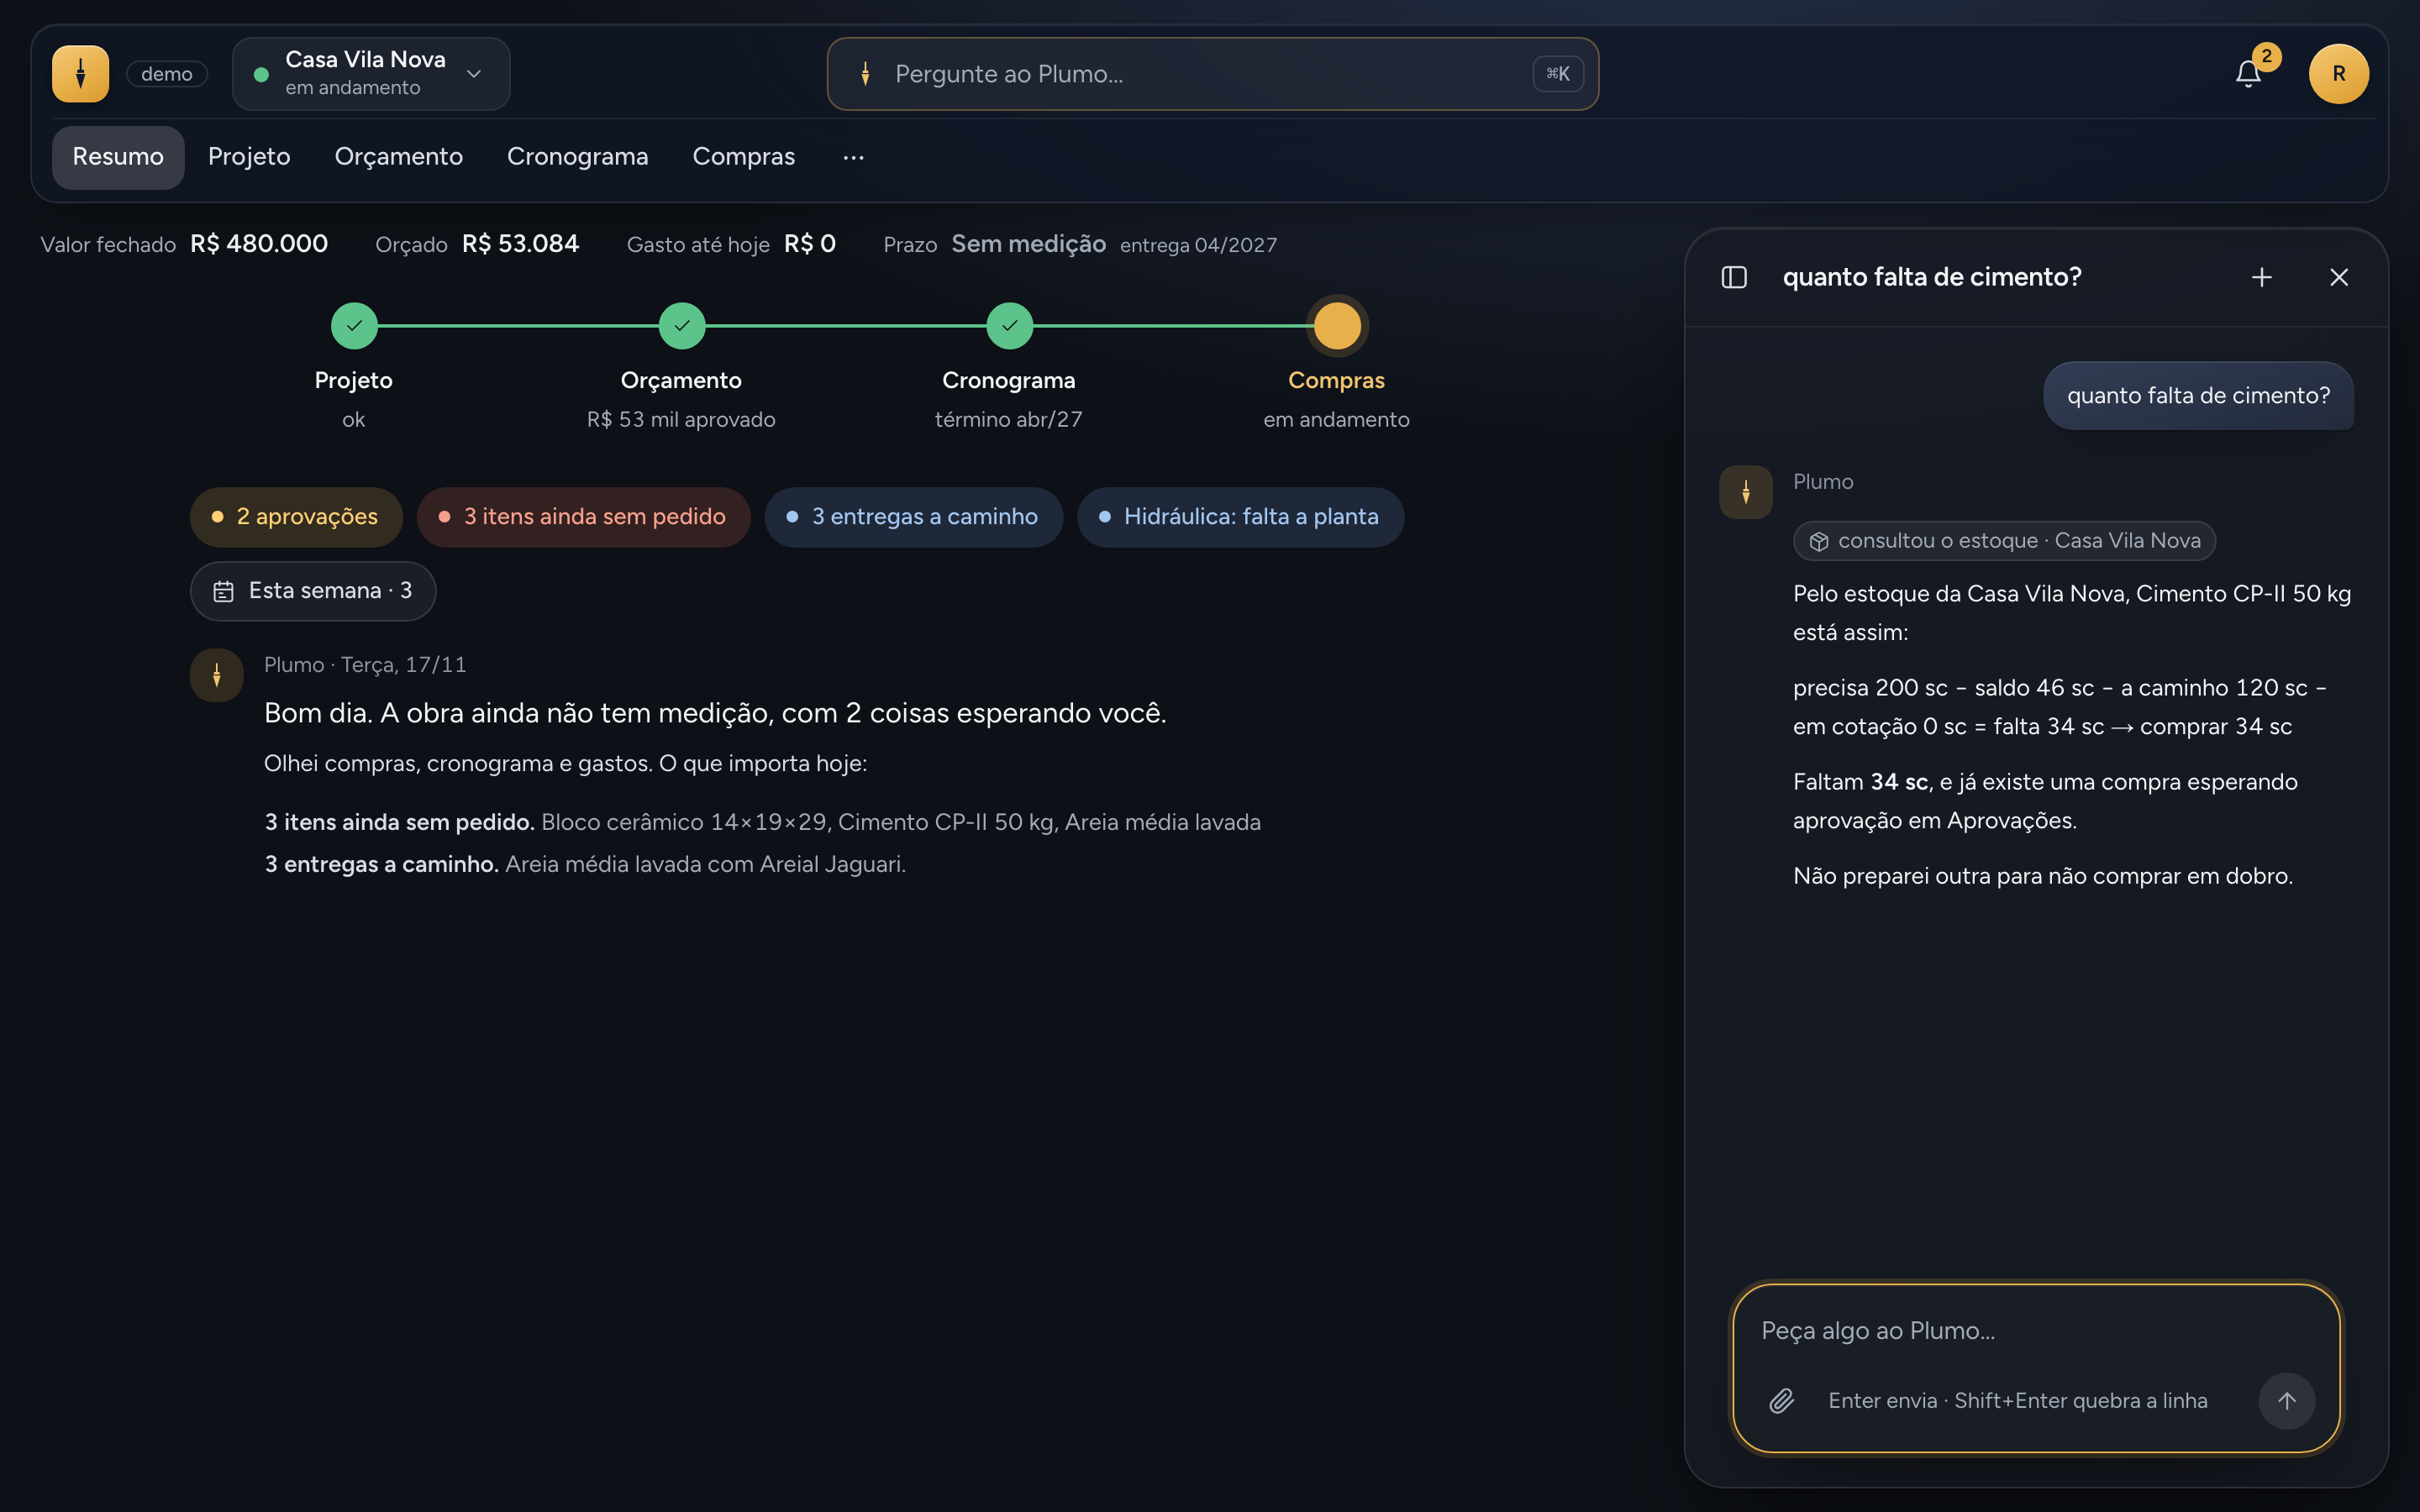 demo
Casa Vila Nova
em andamento
Pergunte ao Plumo...
⌘K
2
R
Resumo
Projeto
Orçamento
Cronograma
Compras
···
Valor fechado R$ 480.000 Orçado R$ 53.084 Gasto até hoje R$ 0 Prazo Sem medição entrega 04/2027
Projeto
ok
Orçamento
R$ 53 mil aprovado
Cronograma
término abr/27
Compras
em andamento
2 aprovações
3 itens ainda sem pedido
3 entregas a caminho
Hidráulica: falta a planta
Esta semana · 3
Plumo · Terça, 17/11
Bom dia. A obra ainda não tem medição, com 2 coisas esperando você.
Olhei compras, cronograma e gastos. O que importa hoje:
3 itens ainda sem pedido. Bloco cerâmico 14×19×29, Cimento CP-II 50 kg, Areia média lavada
3 entregas a caminho. Areia média lavada com Areial Jaguari.
quanto falta de cimento?
quanto falta de cimento?
Plumo
consultou o estoque · Casa Vila Nova
Pelo estoque da Casa Vila Nova, Cimento CP-II 50 kg
está assim:
precisa 200 sc − saldo 46 sc − a caminho 120 sc −
em cotação 0 sc = falta 34 sc → comprar 34 sc
Faltam 34 sc, e já existe uma compra esperando
aprovação em Aprovações.
Não preparei outra para não comprar em dobro.
Peça algo ao Plumo...
Enter envia · Shift+Enter quebra a linha